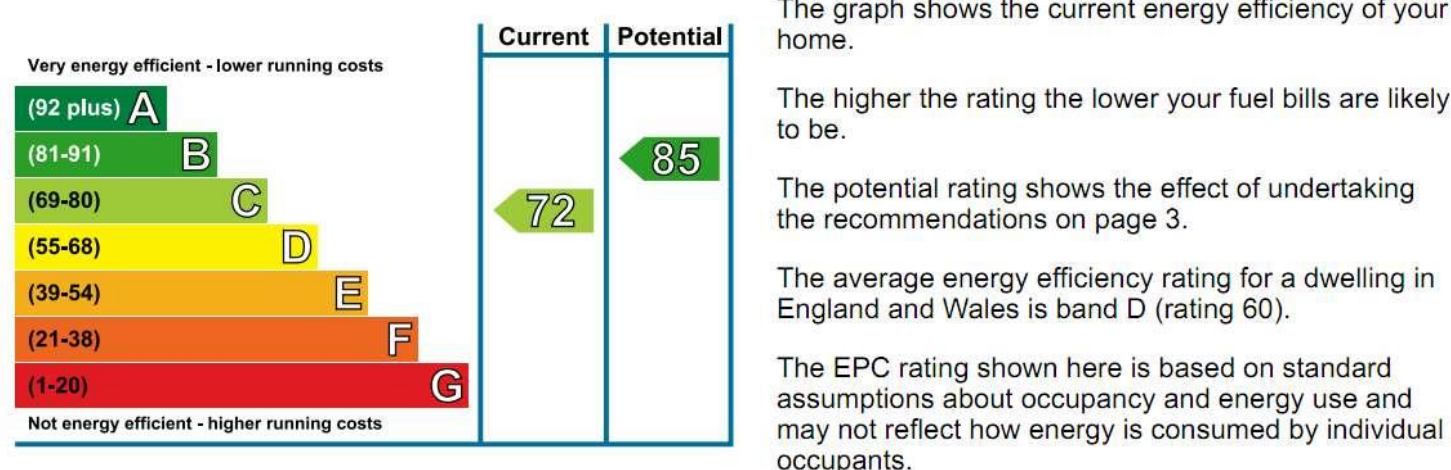 Current Potential
Very energy efficient - lower running costs
(92 plus) A
(81-91) B
85
(69-80) C
72
(55-68) D
(39-54) E
(21-38) F
(1-20) G
Not energy efficient - higher running costs
The graph shows the current energy efficiency of your
home.
The higher the rating the lower your fuel bills are likely
to be.
The potential rating shows the effect of undertaking
the recommendations on page 3.
The average energy efficiency rating for a dwelling in
England and Wales is band D (rating 60).
The EPC rating shown here is based on standard
assumptions about occupancy and energy use and
may not reflect how energy is consumed by individual
occupants.